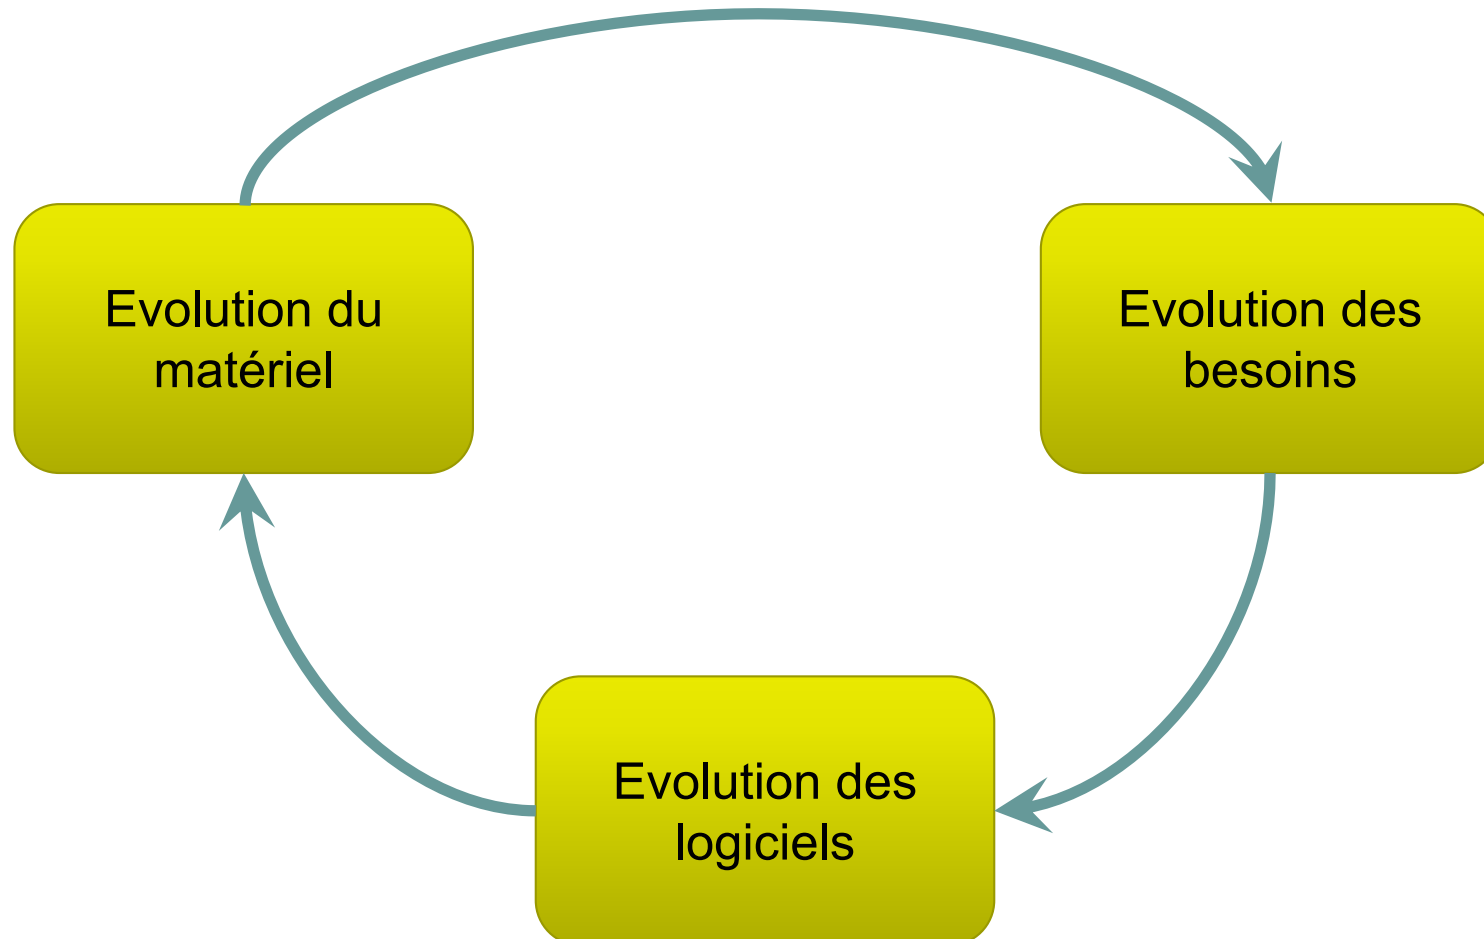 Evolution du
matériel
Evolution des
besoins
Evolution des
logiciels